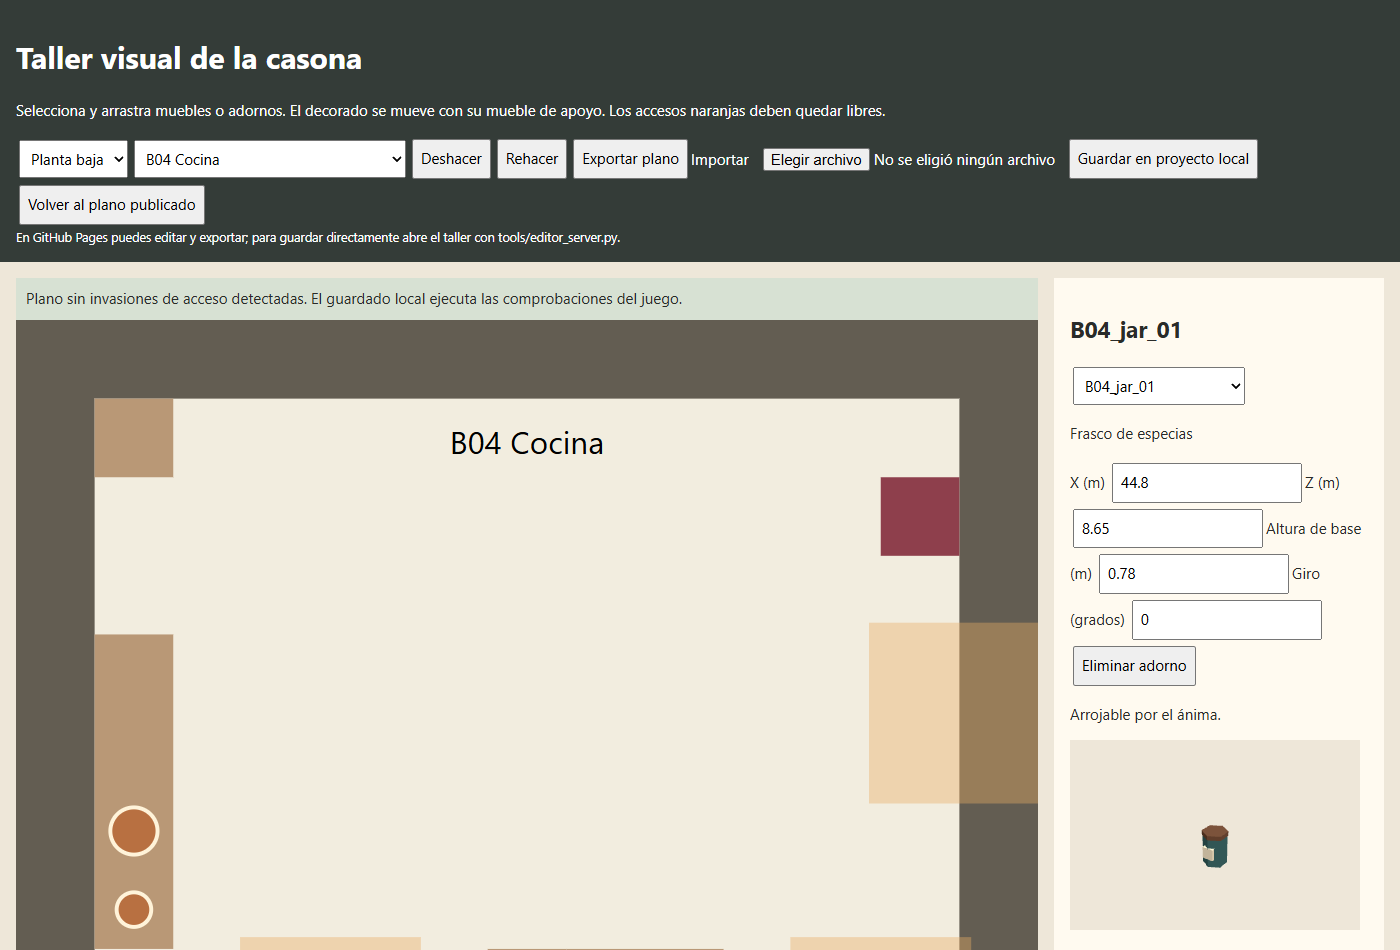 Taller visual de la casona
Selecciona y arrastra muebles o adornos. El decorado se mueve con su mueble de apoyo. Los accesos naranjas deben quedar libres.
Planta baja B04 Cocina Deshacer Rehacer Exportar plano Importar Elegir archivo No se eligió ningún archivo Guardar en proyecto local
Volver al plano publicado
En GitHub Pages puedes editar y exportar; para guardar directamente abre el taller con tools/editor_server.py.
Plano sin invasiones de acceso detectadas. El guardado local ejecuta las comprobaciones del juego.
B04 Cocina
B04_jar_01
B04_jar_01
Frasco de especias
X (m) 44.8 Z (m)
8.65 Altura de base
(m) 0.78 Giro
(grados) 0
Eliminar adorno
Arrojable por el ánima.